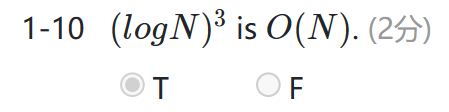 1-10 (logN)³ is O(N). (2分)
T F